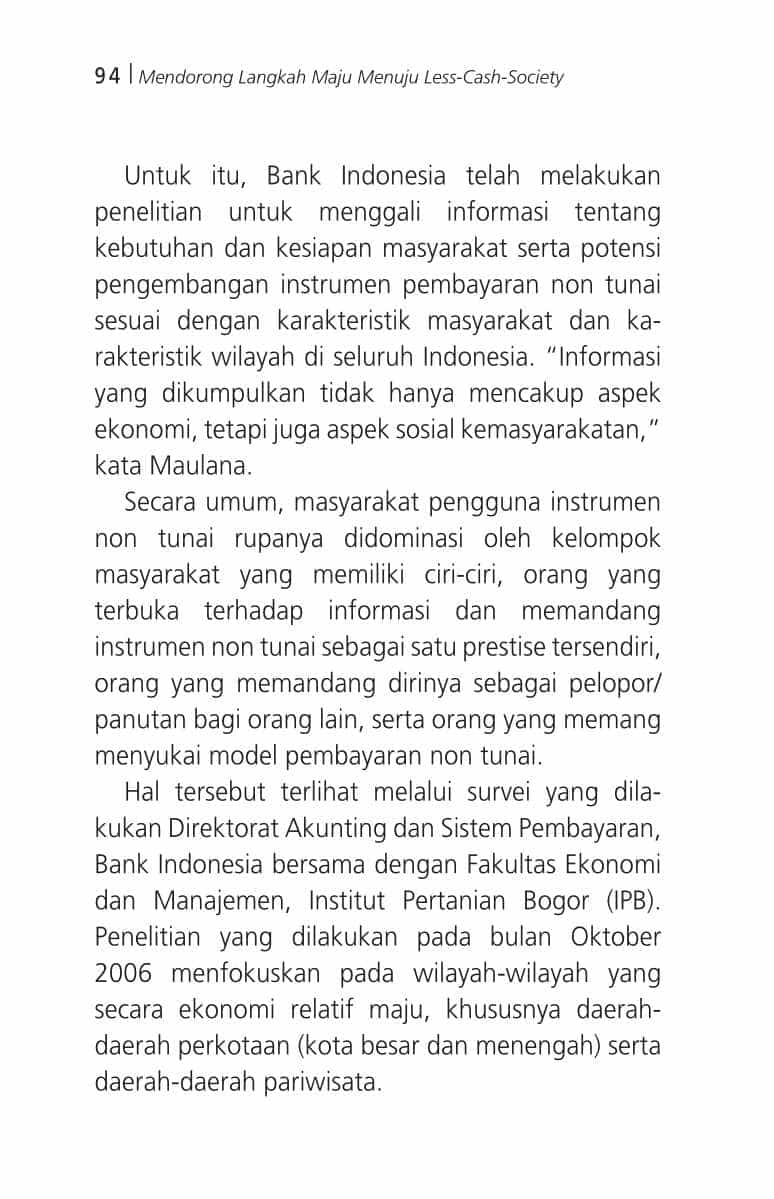 94 | Mendorong Langkah Maju Menuju Less-Cash-Society
Untuk itu, Bank Indonesia telah melakukan
penelitian untuk menggali informasi tentang
kebutuhan dan kesiapan masyarakat serta potensi
pengembangan instrumen pembayaran non tunai
sesuai dengan karakteristik masyarakat dan ka-
rakteristik wilayah di seluruh Indonesia. “Informasi
yang dikumpulkan tidak hanya mencakup aspek
ekonomi, tetapi juga aspek sosial kemasyarakatan,”
kata Maulana.
Secara umum, masyarakat pengguna instrumen
non tunai rupanya didominasi oleh kelompok
masyarakat yang memiliki ciri-ciri, orang yang
terbuka terhadap informasi dan memandang
instrumen non tunai sebagai satu prestise tersendiri,
orang yang memandang dirinya sebagai pelopor/
panutan bagi orang lain, serta orang yang memang
menyukai model pembayaran non tunai.
Hal tersebut terlihat melalui survei yang dila-
kukan Direktorat Akunting dan Sistem Pembayaran,
Bank Indonesia bersama dengan Fakultas Ekonomi
dan Manajemen, Institut Pertanian Bogor (IPB).
Penelitian yang dilakukan pada bulan Oktober
2006 menfokuskan pada wilayah-wilayah yang
secara ekonomi relatif maju, khususnya daerah-
daerah perkotaan (kota besar dan menengah) serta
daerah-daerah pariwisata.